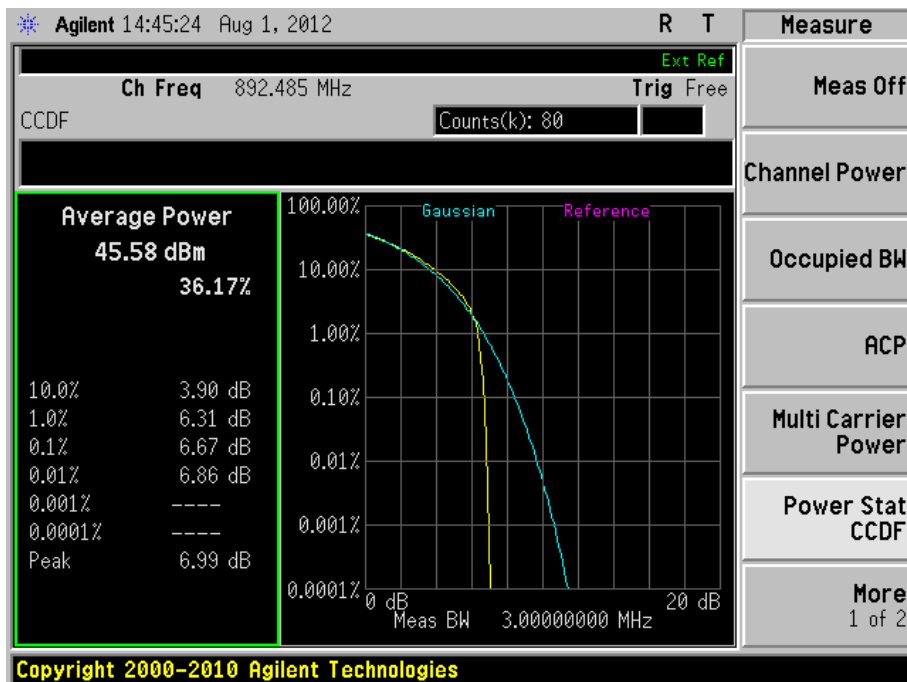 Agilent 14:45:24 Aug 1, 2012 R T
Ext Ref
Ch Freq 892.485 MHz Trig Free
CCDF Counts(k): 80
Average Power
45.58 dBm
36.17%
10.0% 3.90 dB
1.0% 6.31 dB
0.1% 6.67 dB
0.01% 6.86 dB
0.001% ----
0.0001% ----
Peak 6.99 dB
Gaussian Reference
100.00%
10.00%
1.00%
0.10%
0.01%
0.001%
0.0001%
0 dB 20 dB
Meas BW 3.00000000 MHz
Measure
Meas Off
Channel Power
Occupied BW
ACP
Multi Carrier
Power
Power Stat
CCDF
More
1 of 2
Copyright 2000-2010 Agilent Technologies